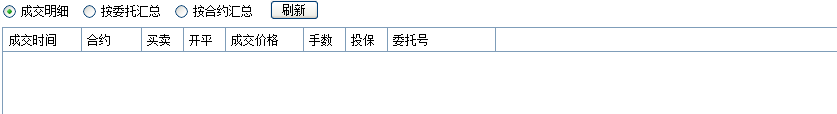 成交明细 按委托汇总 按合约汇总 刷新
成交时间 合约 买卖 开平 成交价格 手数 投保 委托号